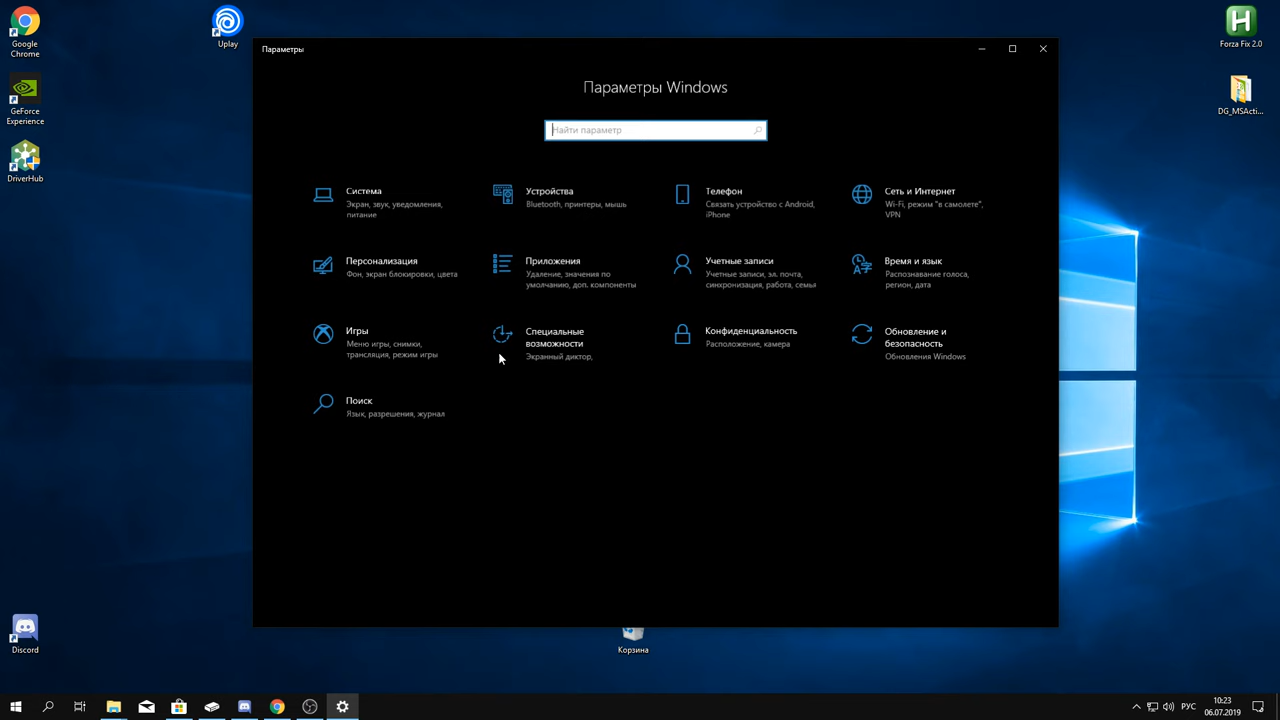 Google
Chrome
Uplay
Forza Fix 2.0
GeForce
Experience
DG_MSActi...
DriverHub
Discord
Корзина
Параметры
Параметры Windows
Найти параметр
Система
Экран, звук, уведомления,
питание
Устройства
Bluetooth, принтеры, мышь
Телефон
Связать устройство с Android,
iPhone
Сеть и Интернет
Wi-Fi, режим "в самолете",
VPN
Персонализация
Фон, экран блокировки, цвета
Приложения
Удаление, значения по
умолчанию, доп. компоненты
Учетные записи
Учетные записи, эл. почта,
синхронизация, работа, семья
Время и язык
Распознавание голоса,
регион, дата
Игры
Меню игры, снимки,
трансляция, режим игры
Специальные
возможности
Экранный диктор,
Конфиденциальность
Расположение, камера
Обновление и
безопасность
Обновления Windows
Поиск
Язык, разрешения, журнал
РУС
10:23
06.07.2019